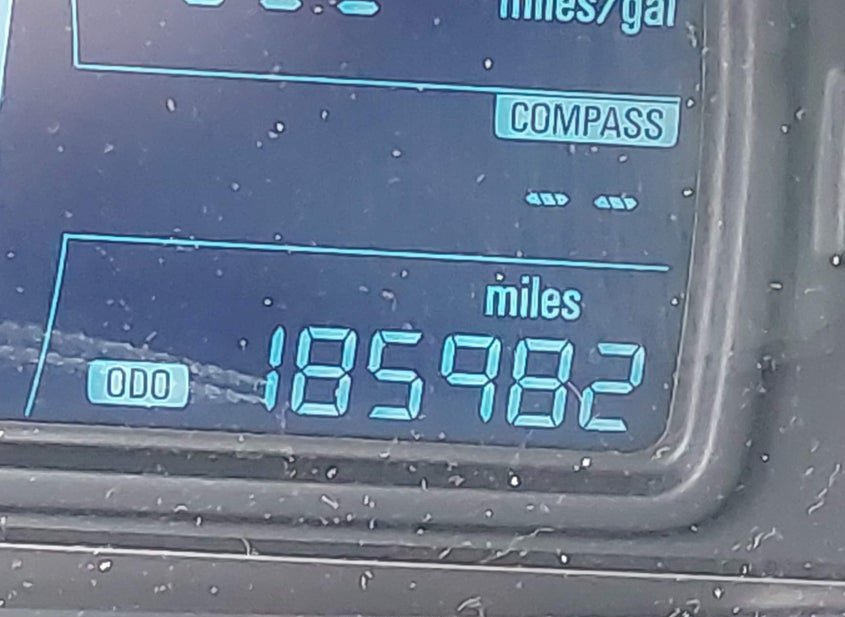 miles/gal
COMPASS
-- --
miles
ODO 185982